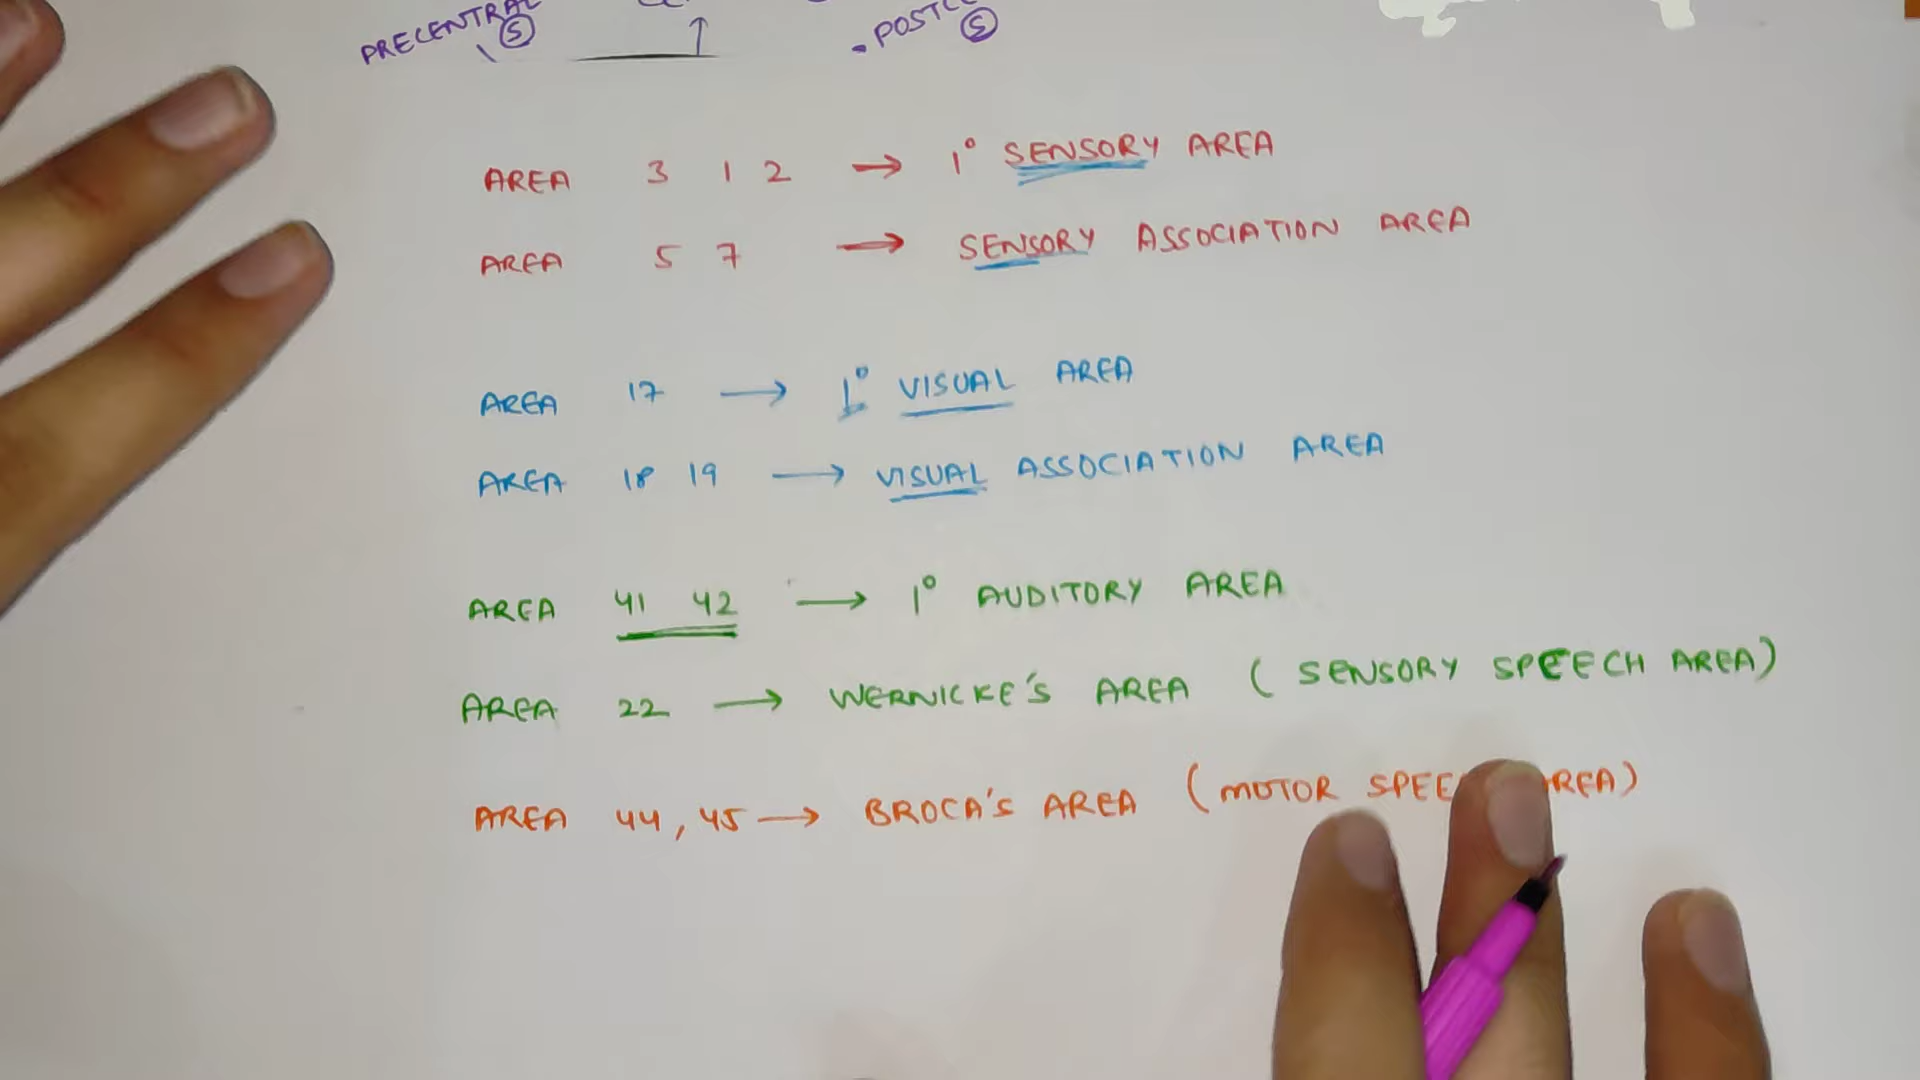 PRECENTRAL
S
S
AREA 3 1 2 → 1° SENSORY AREA
AREA 5 7 → SENSORY ASSOCIATION AREA
AREA 17 → 1° VISUAL AREA
AREA 18 19 → VISUAL ASSOCIATION AREA
AREA 41 42 → 1° AUDITORY AREA
AREA 22 → WERNICKE'S AREA ( SENSORY SPEECH AREA)
AREA 44, 45 → BROCA'S AREA ( MOTOR